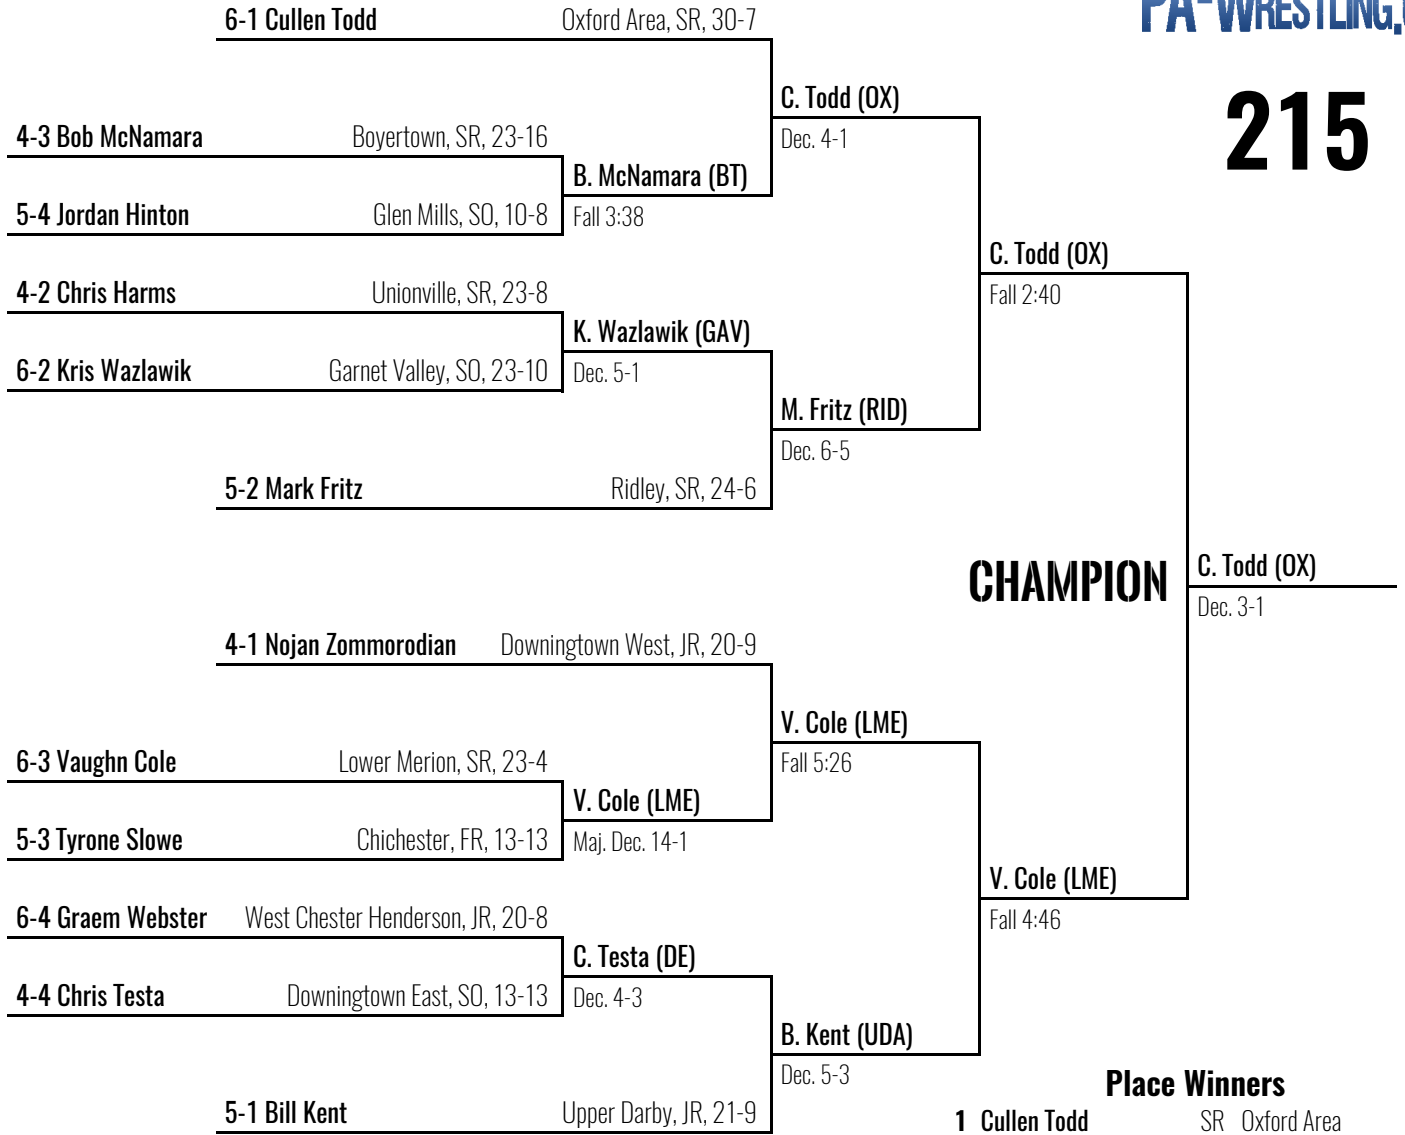 6-1 Cullen Todd Oxford Area, SR, 30-7
PA-WRESTLING.
215
C. Todd (OX)
Dec. 4-1
4-3 Bob McNamara Boyertown, SR, 23-16
B. McNamara (BT)
Fall 3:38
5-4 Jordan Hinton Glen Mills, SO, 10-8
C. Todd (OX)
Fall 2:40
4-2 Chris Harms Unionville, SR, 23-8
K. Wazlawik (GAV)
Dec. 5-1
6-2 Kris Wazlawik Garnet Valley, SO, 23-10
M. Fritz (RID)
Dec. 6-5
5-2 Mark Fritz Ridley, SR, 24-6
CHAMPION
C. Todd (OX)
Dec. 3-1
4-1 Nojan Zommorodian Downingtown West, JR, 20-9
V. Cole (LME)
Fall 5:26
6-3 Vaughn Cole Lower Merion, SR, 23-4
V. Cole (LME)
Maj. Dec. 14-1
5-3 Tyrone Slowe Chichester, FR, 13-13
V. Cole (LME)
Fall 4:46
6-4 Graem Webster West Chester Henderson, JR, 20-8
C. Testa (DE)
Dec. 4-3
4-4 Chris Testa Downingtown East, SO, 13-13
B. Kent (UDA)
Dec. 5-3
5-1 Bill Kent Upper Darby, JR, 21-9
Place Winners
1 Cullen Todd SR Oxford Area